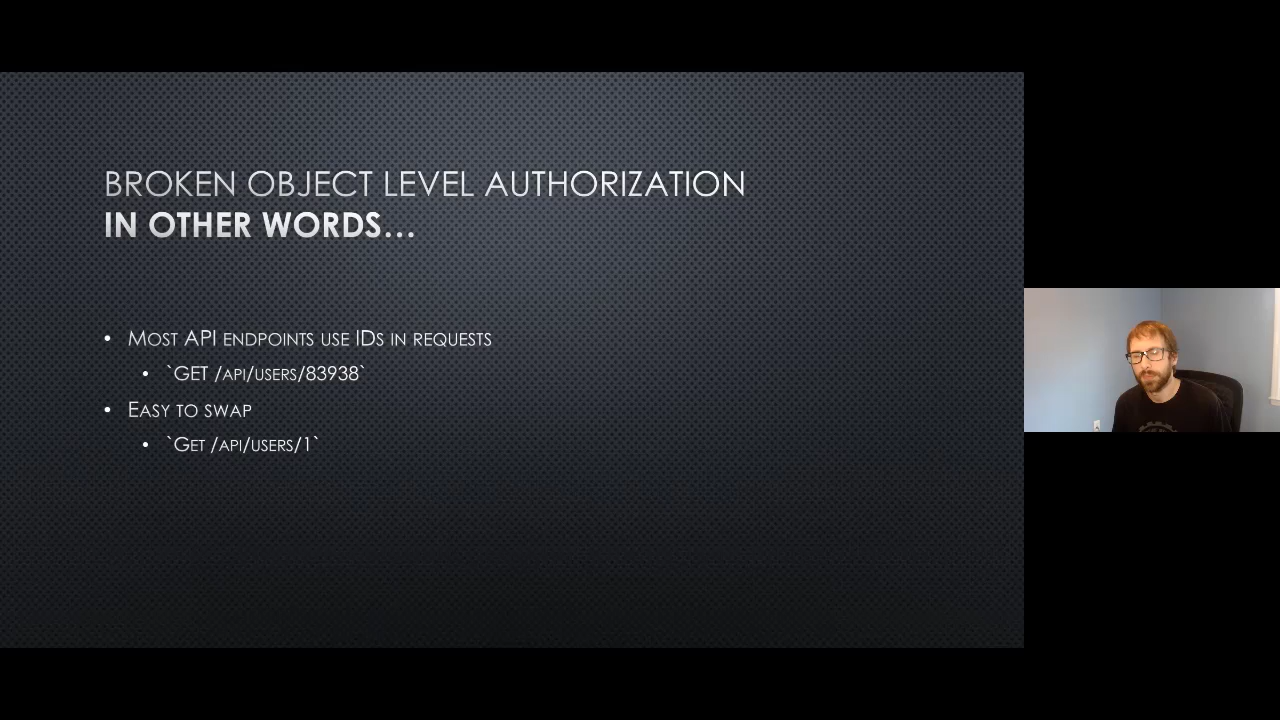 BROKEN OBJECT LEVEL AUTHORIZATION
IN OTHER WORDS...
• MOST API ENDPOINTS USE IDS IN REQUESTS
• `GET /API/USERS/83938`
• EASY TO SWAP
• `GET /API/USERS/1`